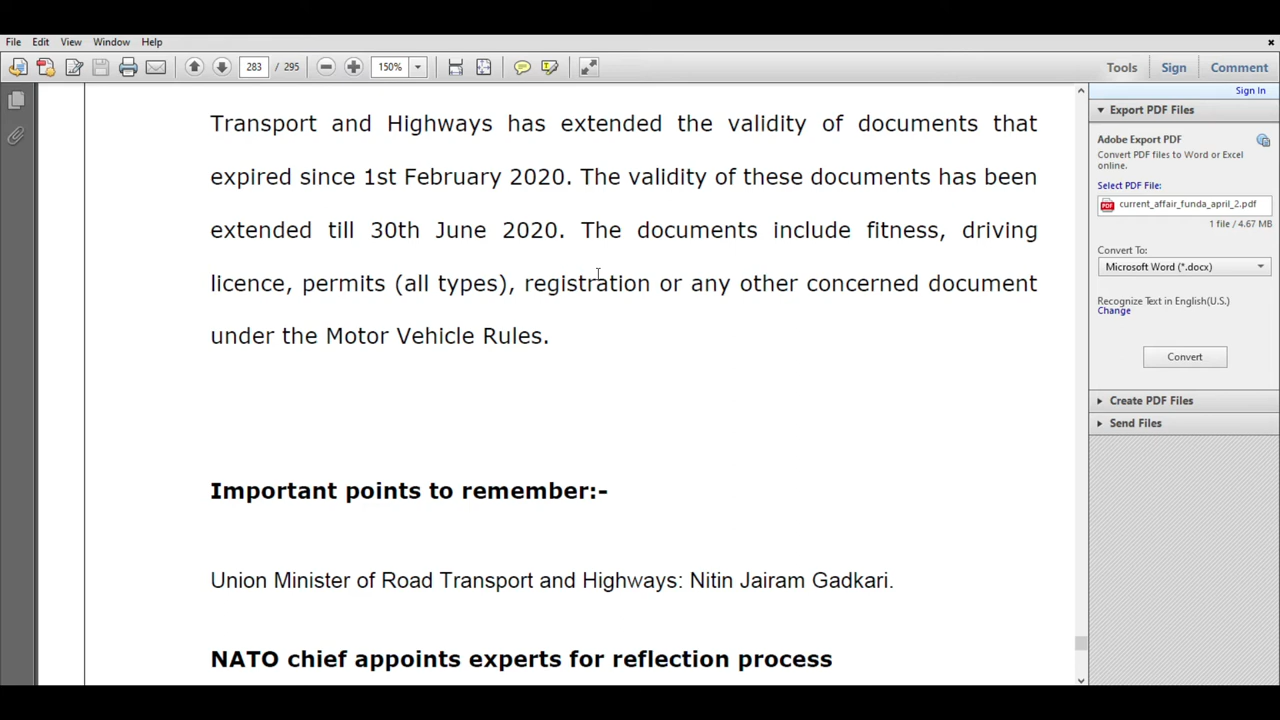 File Edit View Window Help
283 / 295 150% Tools Sign Comment
Sign In
Export PDF Files
Adobe Export PDF
Convert PDF files to Word or Excel
online.
Select PDF File:
current_affair_funda_april_2.pdf
1 file / 4.67 MB
Convert To:
Microsoft Word (*.docx)
Recognize Text in English(U.S.)
Change
Convert
Create PDF Files
Send Files
Transport and Highways has extended the validity of documents that
expired since 1st February 2020. The validity of these documents has been
extended till 30th June 2020. The documents include fitness, driving
licence, permits (all types), registration or any other concerned document
under the Motor Vehicle Rules.
Important points to remember:-
Union Minister of Road Transport and Highways: Nitin Jairam Gadkari.
NATO chief appoints experts for reflection process